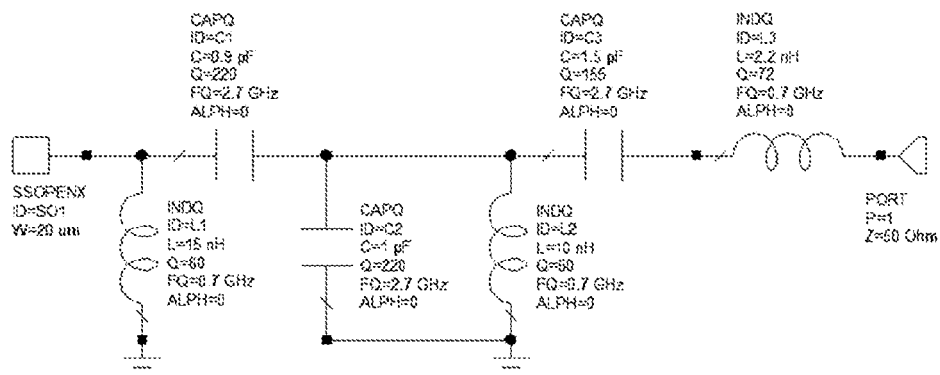 CAPQ
ID=C1
C=0.9 pF
Q=220
FQ=2.7 GHz
ALPH=0
CAPQ
ID=C3
C=1.5 pF
Q=155
FQ=2.7 GHz
ALPH=0
INDQ
ID=L3
L=2.2 nH
Q=72
FQ=0.7 GHz
ALPH=0
SSOPENX
ID=SO1
W=20 um
INDQ
ID=L1
L=15 nH
Q=60
FQ=0.7 GHz
ALPH=0
CAPQ
ID=C2
C=1 pF
Q=220
FQ=2.7 GHz
ALPH=0
INDQ
ID=L2
L=10 nH
Q=60
FQ=0.7 GHz
ALPH=0
PORT
P=1
Z=50 Ohm